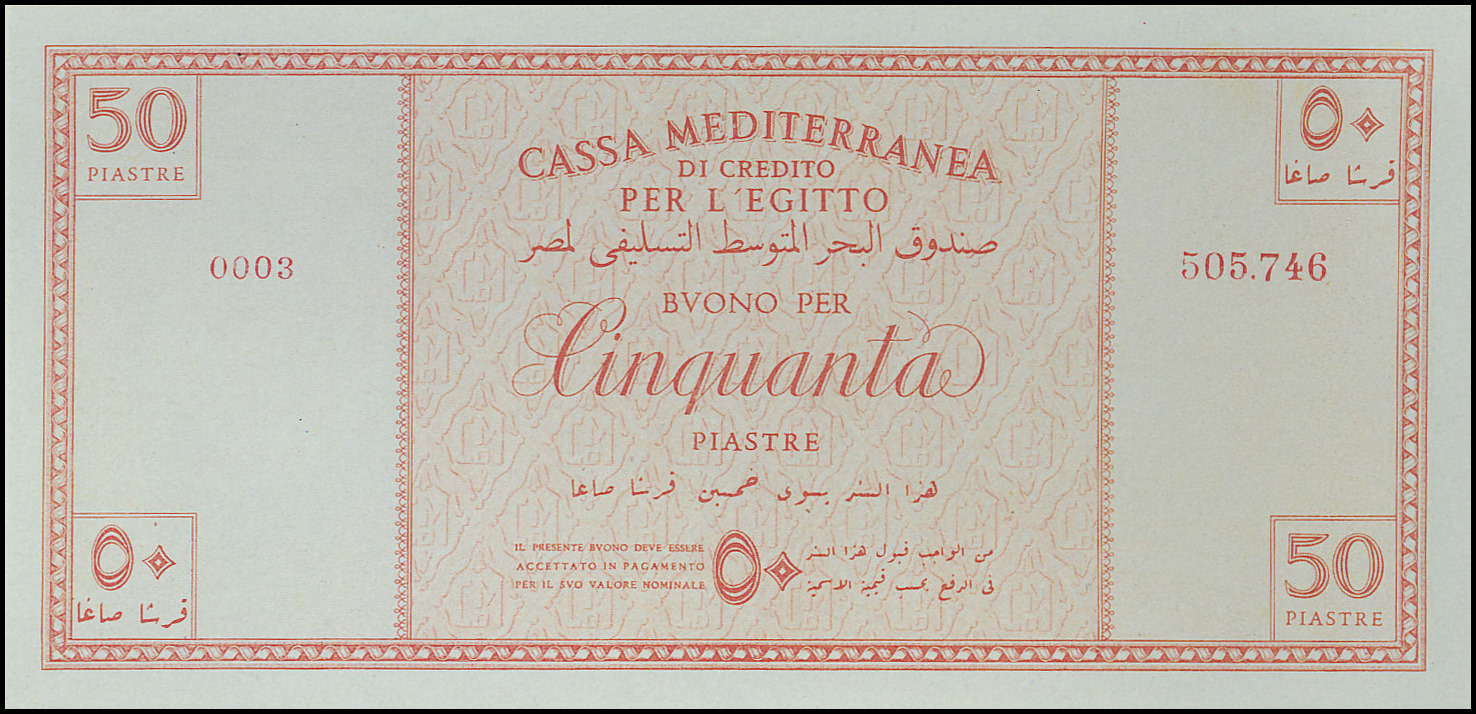 50
PIASTRE
٥٠
قرشا صاغا
CASSA MEDITERRANEA
DI CREDITO
PER L'EGITTO
صندوق البحر المتوسط التسليفى لمصر
0003
505.746
BVONO PER
Cinquanta
PIASTRE
هذا السند يسوى خمسين قرشا صاغا
IL PRESENTE BVONO DEVE ESSERE
ACCETTATO IN PAGAMENTO
PER IL SVO VALORE NOMINALE
٥٠
من الواجب قبول هذا السند
فى الدفع بحسب قيمية الاسمية
٥٠
قرشا صاغا
50
PIASTRE